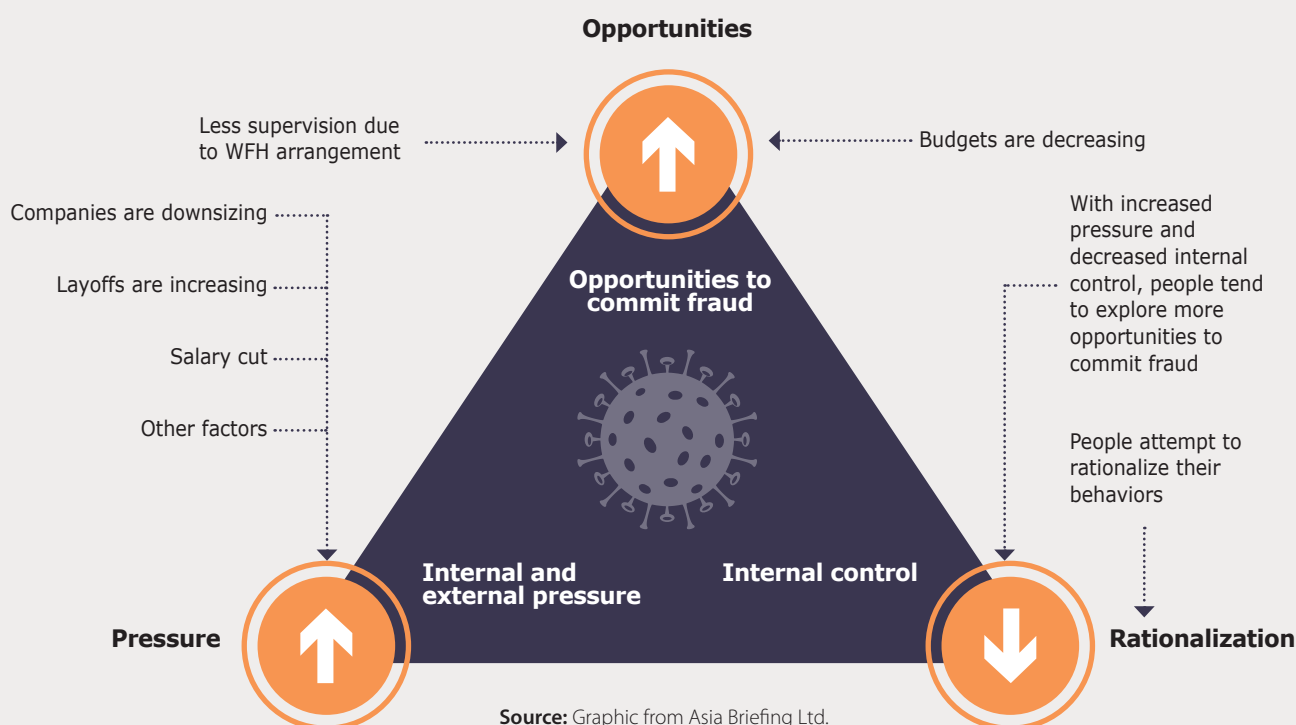 Opportunities
Less supervision due
to WFH arrangement
Budgets are decreasing
Companies are downsizing
Layoffs are increasing
Salary cut
Other factors
With increased
pressure and
decreased internal
control, people tend
to explore more
opportunities to
commit fraud
People attempt to
rationalize their
behaviors
Opportunities to
commit fraud
Internal and
external pressure
Internal control
Pressure
Rationalization
Source: Graphic from Asia Briefing Ltd.